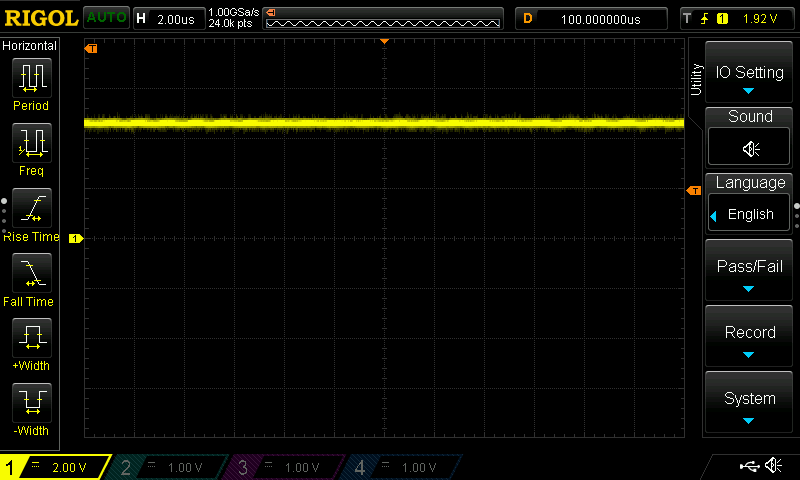 RIGOL AUTO H 2.00us 1.00GSa/s 24.0k pts D 100.000000us T 1 1.92 V
Horizontal
Period
Freq
Rise Time
Fall Time
+Width
-Width
T
T
1
Utility
IO Setting
Sound
Language
English
Pass/Fail
Record
System
1 2.00 V 2 1.00 V 3 1.00 V 4 1.00 V